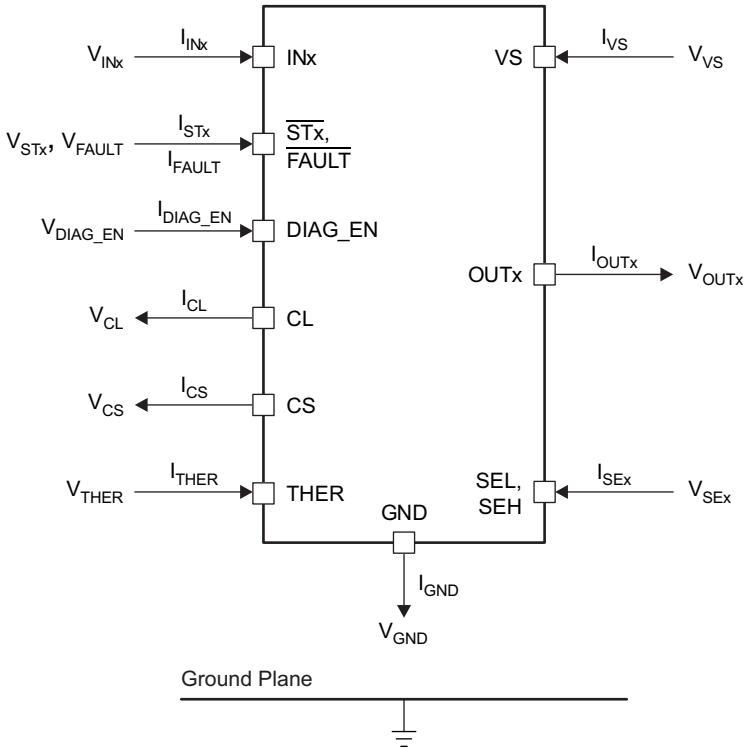 V_INx I_INx INx VS I_VS V_VS
V_STx, V_FAULT I_STx I_FAULT STx, FAULT
V_DIAG_EN I_DIAG_EN DIAG_EN
OUTx I_OUTx V_OUTx
V_CL I_CL CL
V_CS I_CS CS
V_THER I_THER THER
SEL, SEH I_SEx V_SEx
GND
I_GND
V_GND
Ground Plane